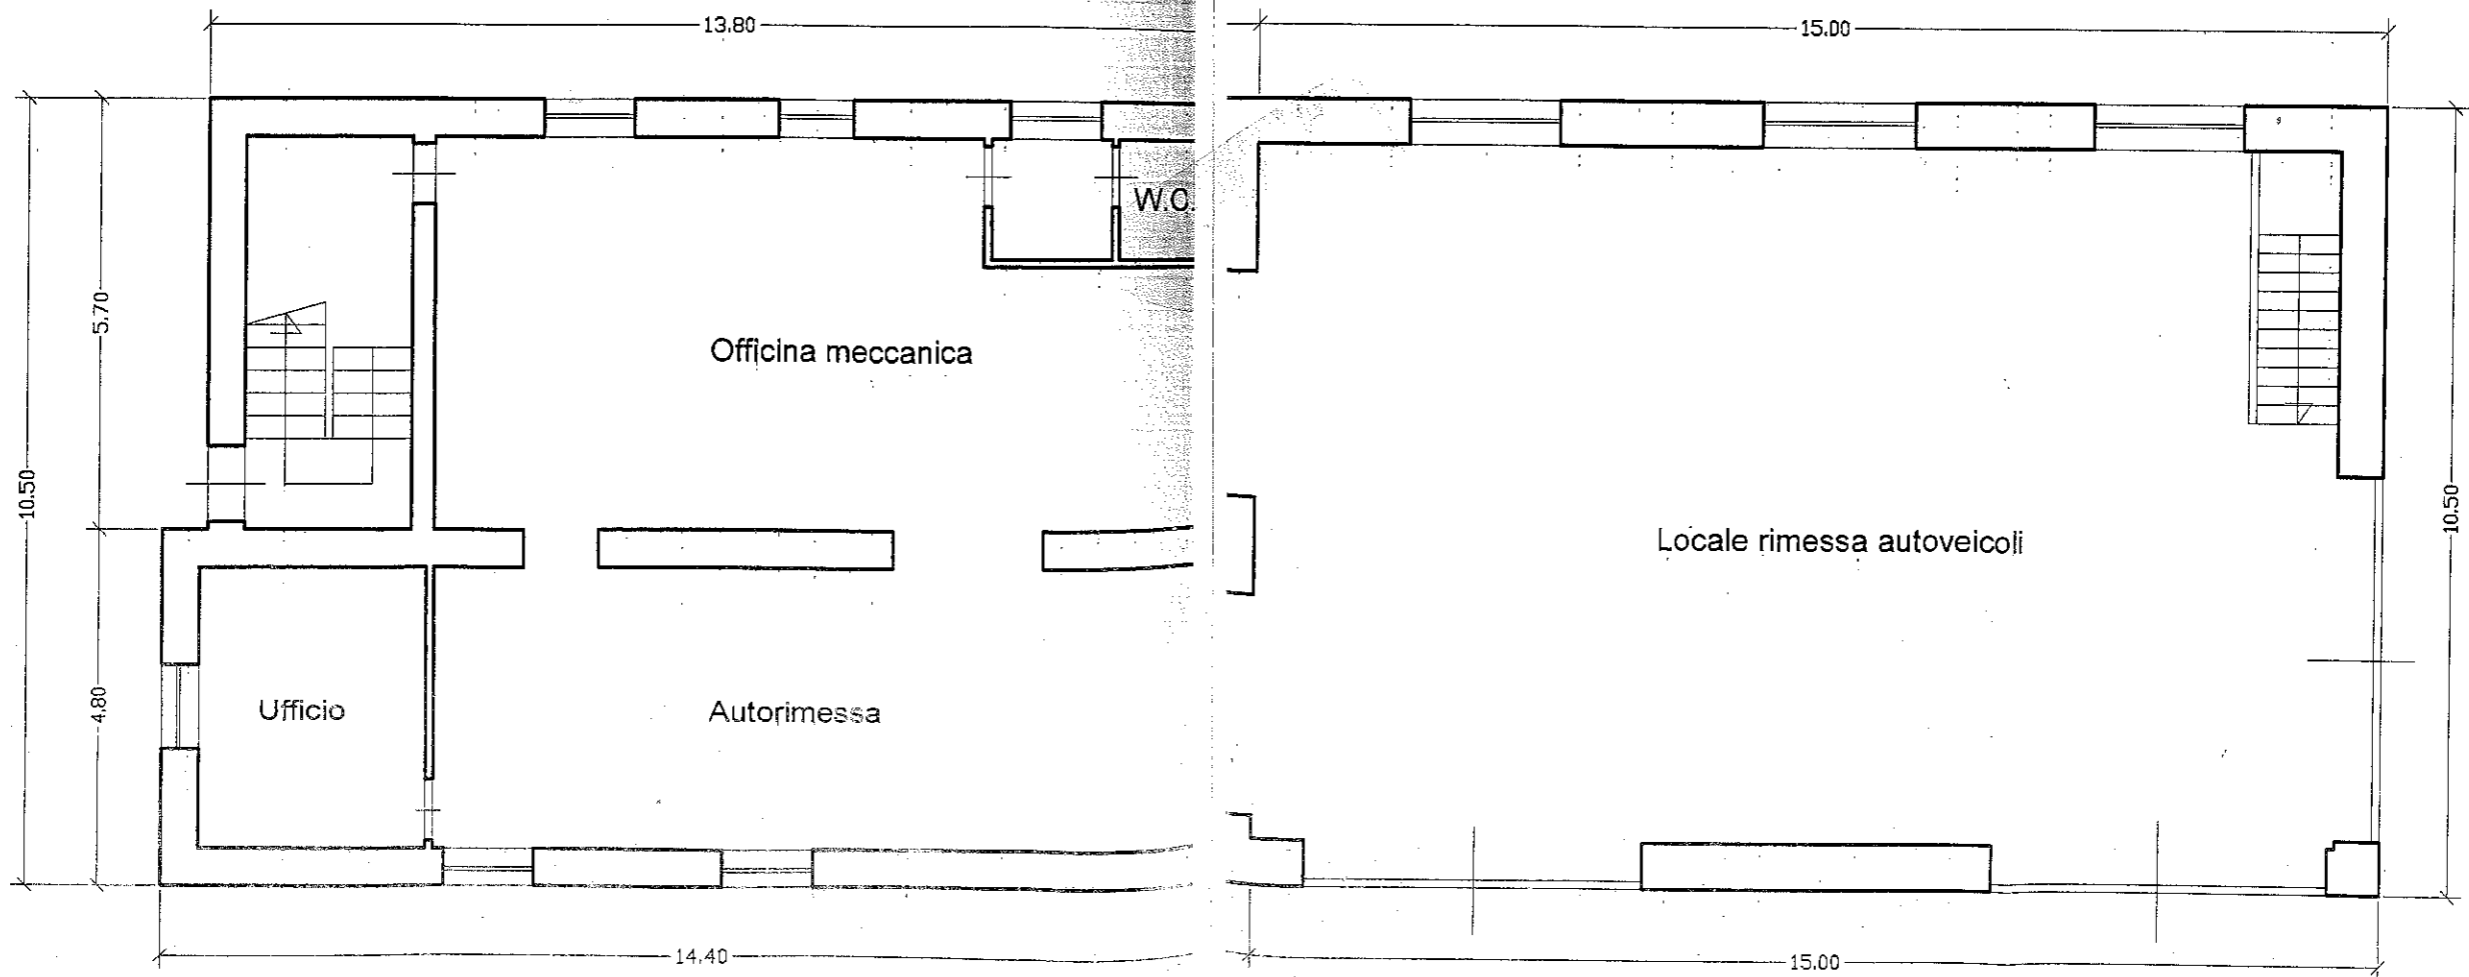 13.80
15.00
W.C.
5.70
Officina meccanica
10.50
10.50
Locale rimessa autoveicoli
4.80
Ufficio
Autorimessa
14.40
15.00